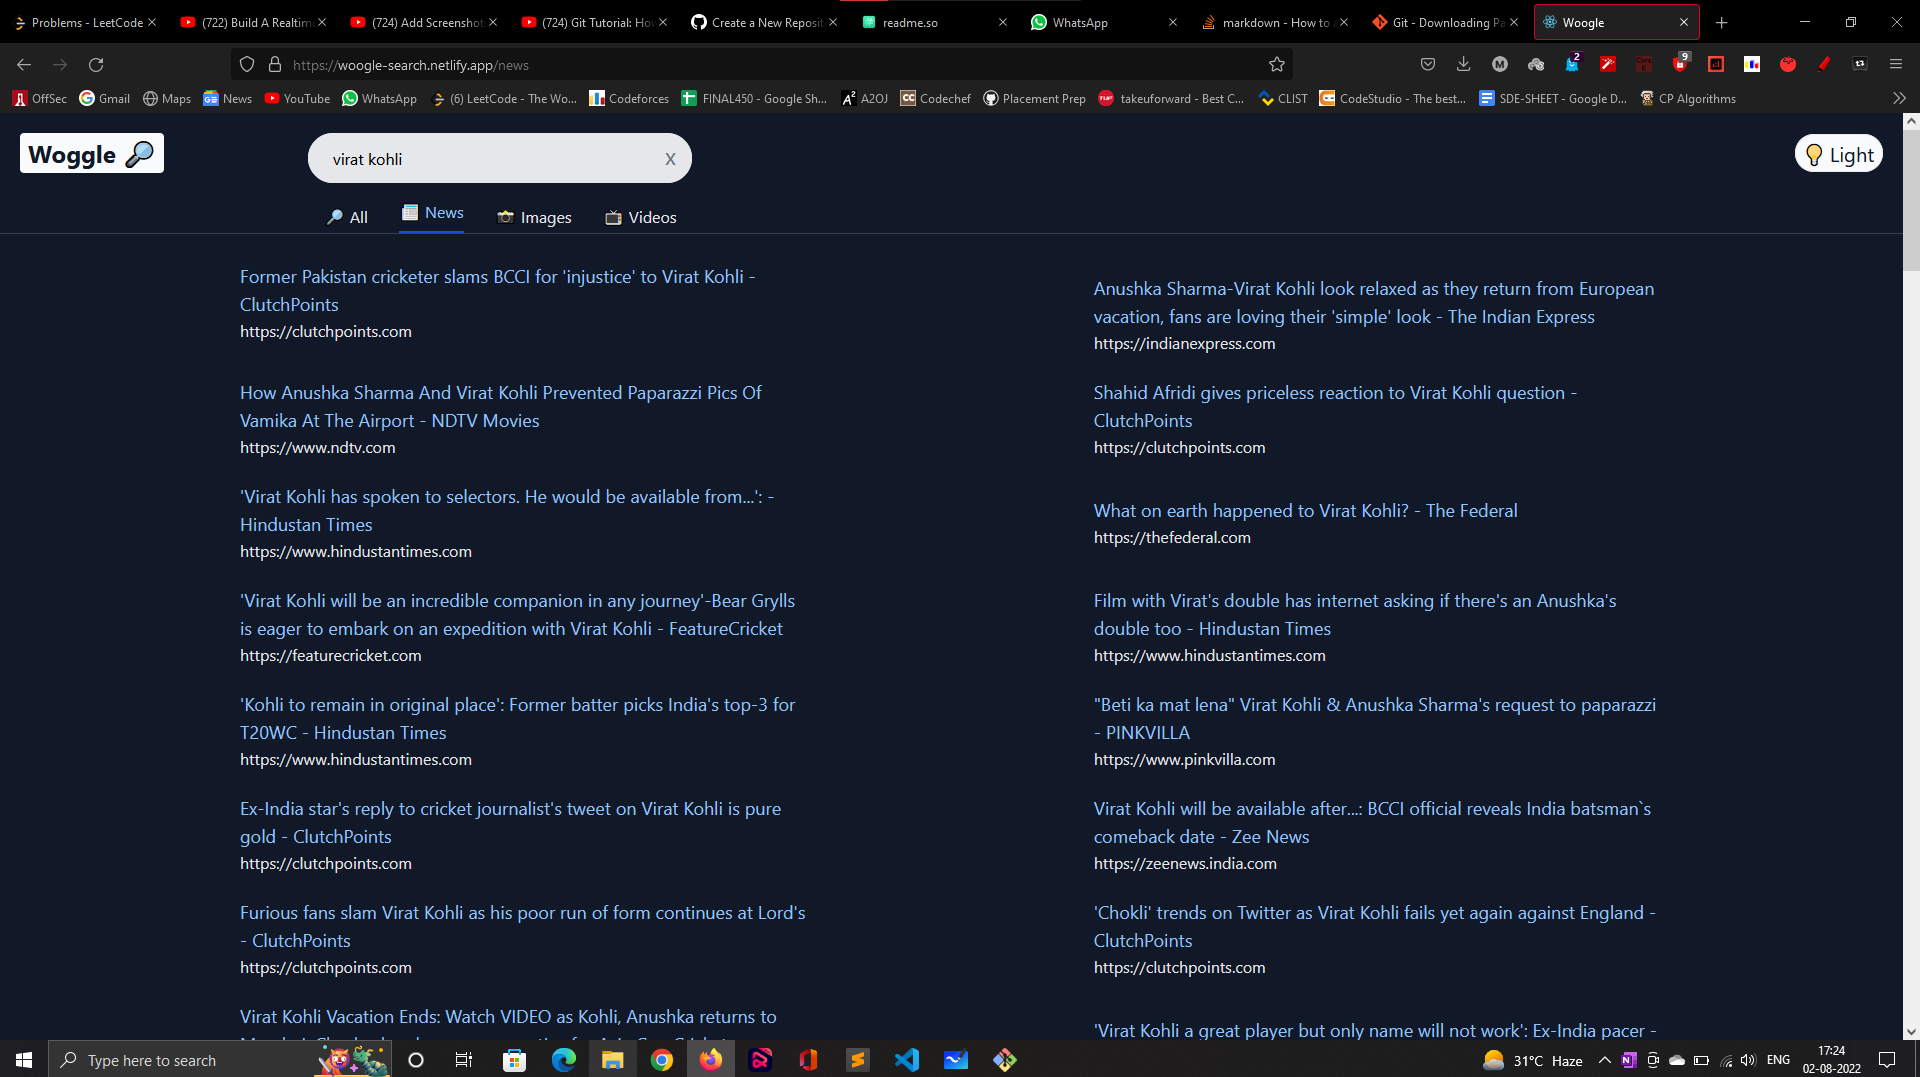 Problems - LeetCode
(722) Build A Realtim
(724) Add Screenshot
(724) Git Tutorial: Ho
Create a New Reposit
readme.so
WhatsApp
markdown - How to
Git - Downloading Pa
Woogle
https://woogle-search.netlify.app/news
2
9
OffSec
Gmail
Maps
News
YouTube
WhatsApp
(6) LeetCode - The Wo...
Codeforces
FINAL450 - Google Sh...
A2OJ
Codechef
Placement Prep
takeuforward - Best C...
CLIST
CodeStudio - The best...
SDE-SHEET - Google D...
CP Algorithms
Woggle
virat kohli
X
Light
All
News
Images
Videos
Former Pakistan cricketer slams BCCI for 'injustice' to Virat Kohli -
ClutchPoints
https://clutchpoints.com
Anushka Sharma-Virat Kohli look relaxed as they return from European
vacation, fans are loving their 'simple' look - The Indian Express
https://indianexpress.com
How Anushka Sharma And Virat Kohli Prevented Paparazzi Pics Of
Vamika At The Airport - NDTV Movies
https://www.ndtv.com
Shahid Afridi gives priceless reaction to Virat Kohli question -
ClutchPoints
https://clutchpoints.com
'Virat Kohli has spoken to selectors. He would be available from...': -
Hindustan Times
https://www.hindustantimes.com
What on earth happened to Virat Kohli? - The Federal
https://thefederal.com
'Virat Kohli will be an incredible companion in any journey'-Bear Grylls
is eager to embark on an expedition with Virat Kohli - FeatureCricket
https://featurecricket.com
Film with Virat's double has internet asking if there's an Anushka's
double too - Hindustan Times
https://www.hindustantimes.com
'Kohli to remain in original place': Former batter picks India's top-3 for
T20WC - Hindustan Times
https://www.hindustantimes.com
"Beti ka mat lena" Virat Kohli & Anushka Sharma's request to paparazzi
- PINKVILLA
https://www.pinkvilla.com
Ex-India star's reply to cricket journalist's tweet on Virat Kohli is pure
gold - ClutchPoints
https://clutchpoints.com
Virat Kohli will be available after...: BCCI official reveals India batsman`s
comeback date - Zee News
https://zeenews.india.com
Furious fans slam Virat Kohli as his poor run of form continues at Lord's
- ClutchPoints
https://clutchpoints.com
'Chokli' trends on Twitter as Virat Kohli fails yet again against England -
ClutchPoints
https://clutchpoints.com
Virat Kohli Vacation Ends: Watch VIDEO as Kohli, Anushka returns to
'Virat Kohli a great player but only name will not work': Ex-India pacer -
Type here to search
31°C Haze
ENG
17:24
02-08-2022